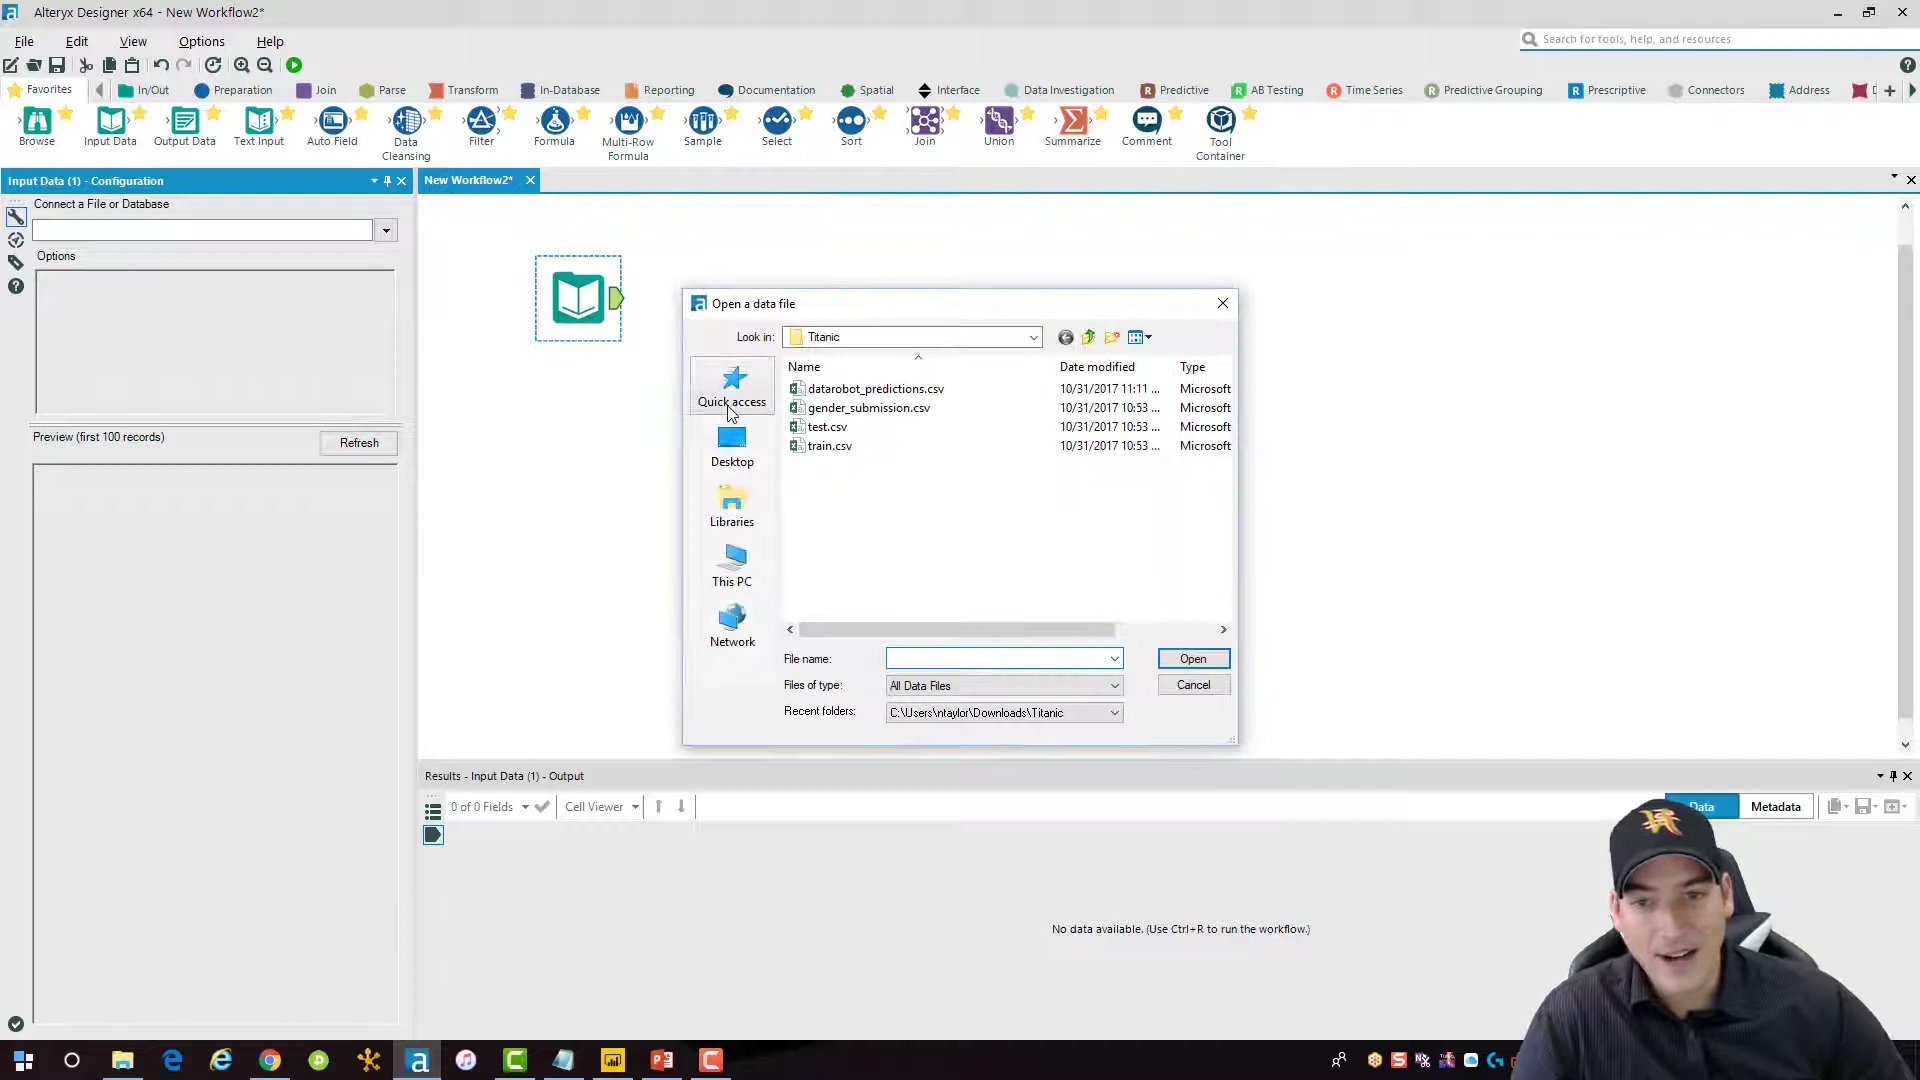 Alteryx Designer x64 - New Workflow2*
File Edit View Options Help
Search for tools, help, and resources
Favorites In/Out Preparation Join Parse Transform In-Database Reporting Documentation Spatial Interface Data Investigation Predictive AB Testing Time Series Predictive Grouping Prescriptive Connectors Address
Browse Input Data Output Data Text Input Auto Field Data Cleansing Filter Formula Multi-Row Formula Sample Select Sort Join Union Summarize Comment Tool Container
Input Data (1) - Configuration
New Workflow2*
Connect a File or Database
Options
Preview (first 100 records)
Refresh
Open a data file
Look in: Titanic
Quick access
Desktop
Libraries
This PC
Network
Name Date modified Type
datarobot_predictions.csv 10/31/2017 11:11 ... Microsoft
gender_submission.csv 10/31/2017 10:53 ... Microsoft
test.csv 10/31/2017 10:53 ... Microsoft
train.csv 10/31/2017 10:53 ... Microsoft
File name: Open
Files of type: All Data Files Cancel
Recent folders: C:\Users\ntaylor\Downloads\Titanic
Results - Input Data (1) - Output
0 of 0 Fields Cell Viewer Data Metadata
No data available. (Use Ctrl+R to run the workflow.)